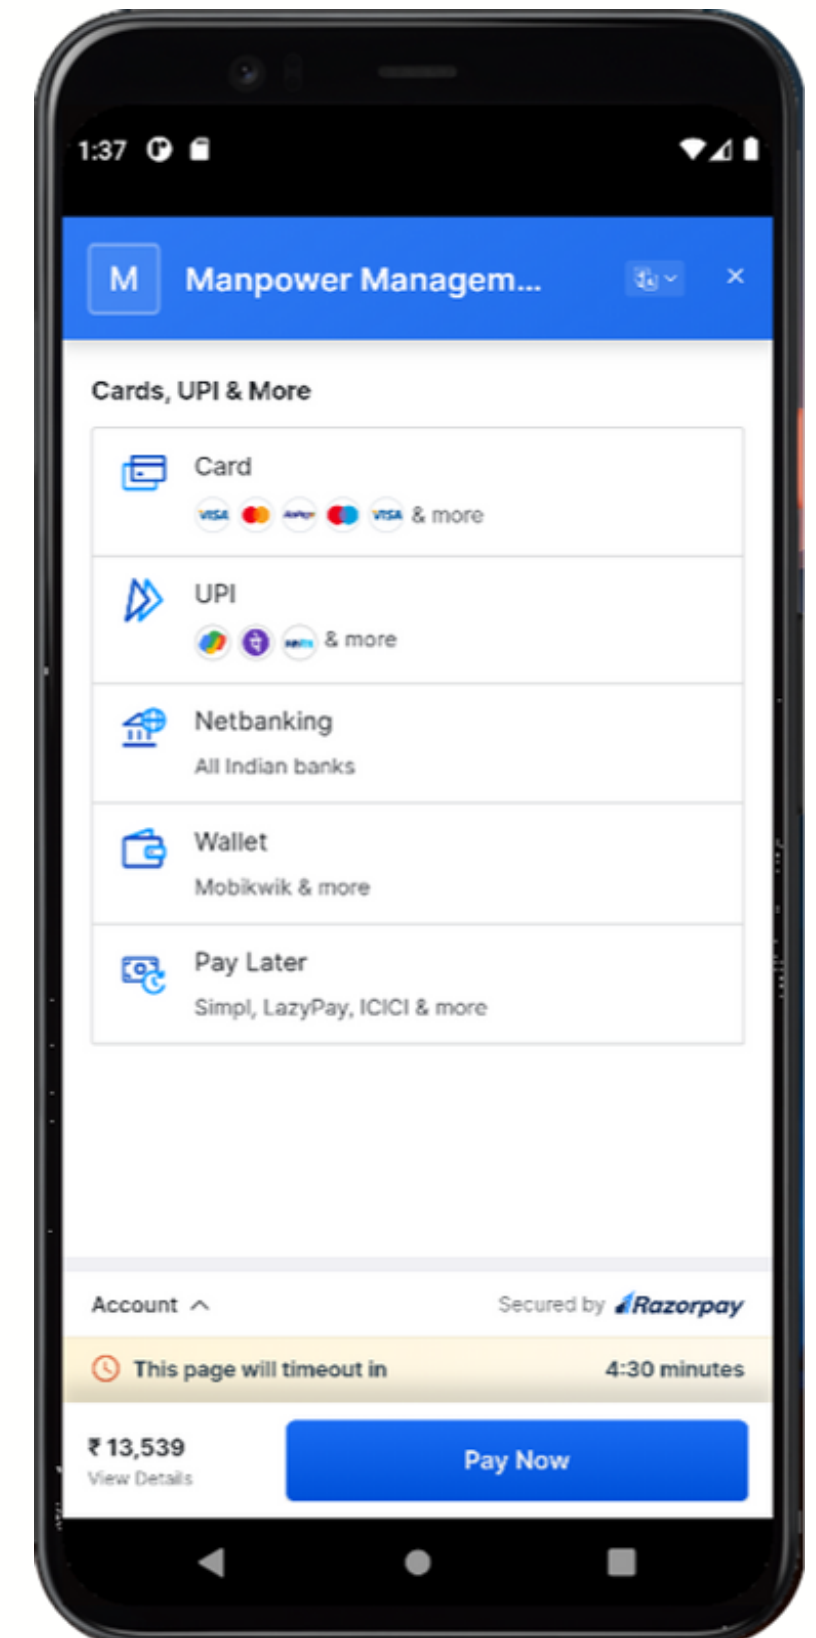 1:37
M
Manpower Managem...
Cards, UPI & More
Card
VISA VISA & more
UPI
& more
Netbanking
All Indian banks
Wallet
Mobikwik & more
Pay Later
Simpl, LazyPay, ICICI & more
Account
Secured by Razorpay
This page will timeout in 4:30 minutes
₹ 13,539
View Details
Pay Now